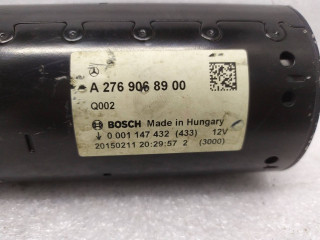 A 276 906 89 00
Q002
BOSCH Made in Hungary
0 001 147 432 (433) 12V
20150211 20:29:57 2 (3000)